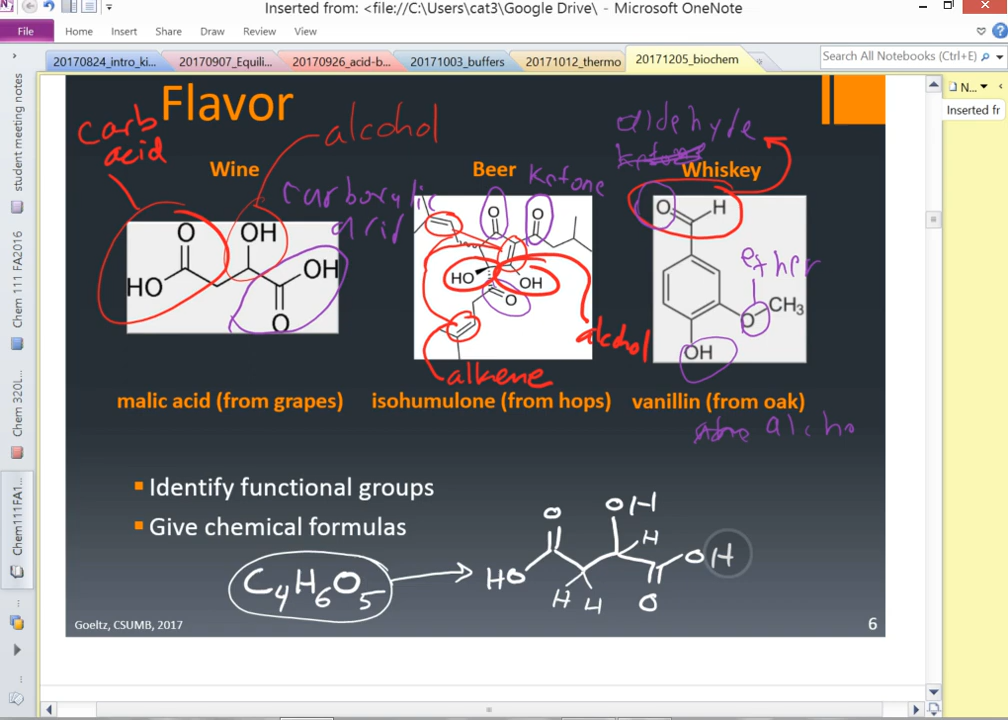 Inserted from: <file://C:\Users\cat3\Google Drive\ - Microsoft OneNote
File Home Insert Share Draw Review View
20170824_intro_ki... 20170907_Equili... 20170926_acid-b... 20171003_buffers 20171012_thermo 20171205_biochem
Search All Notebooks (Ctrl+E)
N...
Inserted fr
student meeting notes
Chem 111 FA2016
Chem 320L
Chem111FA1
Flavor
carb
acid
alcohol
aldehyde
ketone
Wine
Beer
Whiskey
carboxylic
acid
ketone
O
OH
HO
OH
O
O
O
HO
OH
O
alcohol
alkene
O
H
ether
O
CH3
OH
malic acid (from grapes)
isohumulone (from hops)
vanillin (from oak)
alcho
▪ Identify functional groups
▪ Give chemical formulas
C4H6O5
O
OH
H
OH
HO
H
H
O
Goeltz, CSUMB, 2017
6